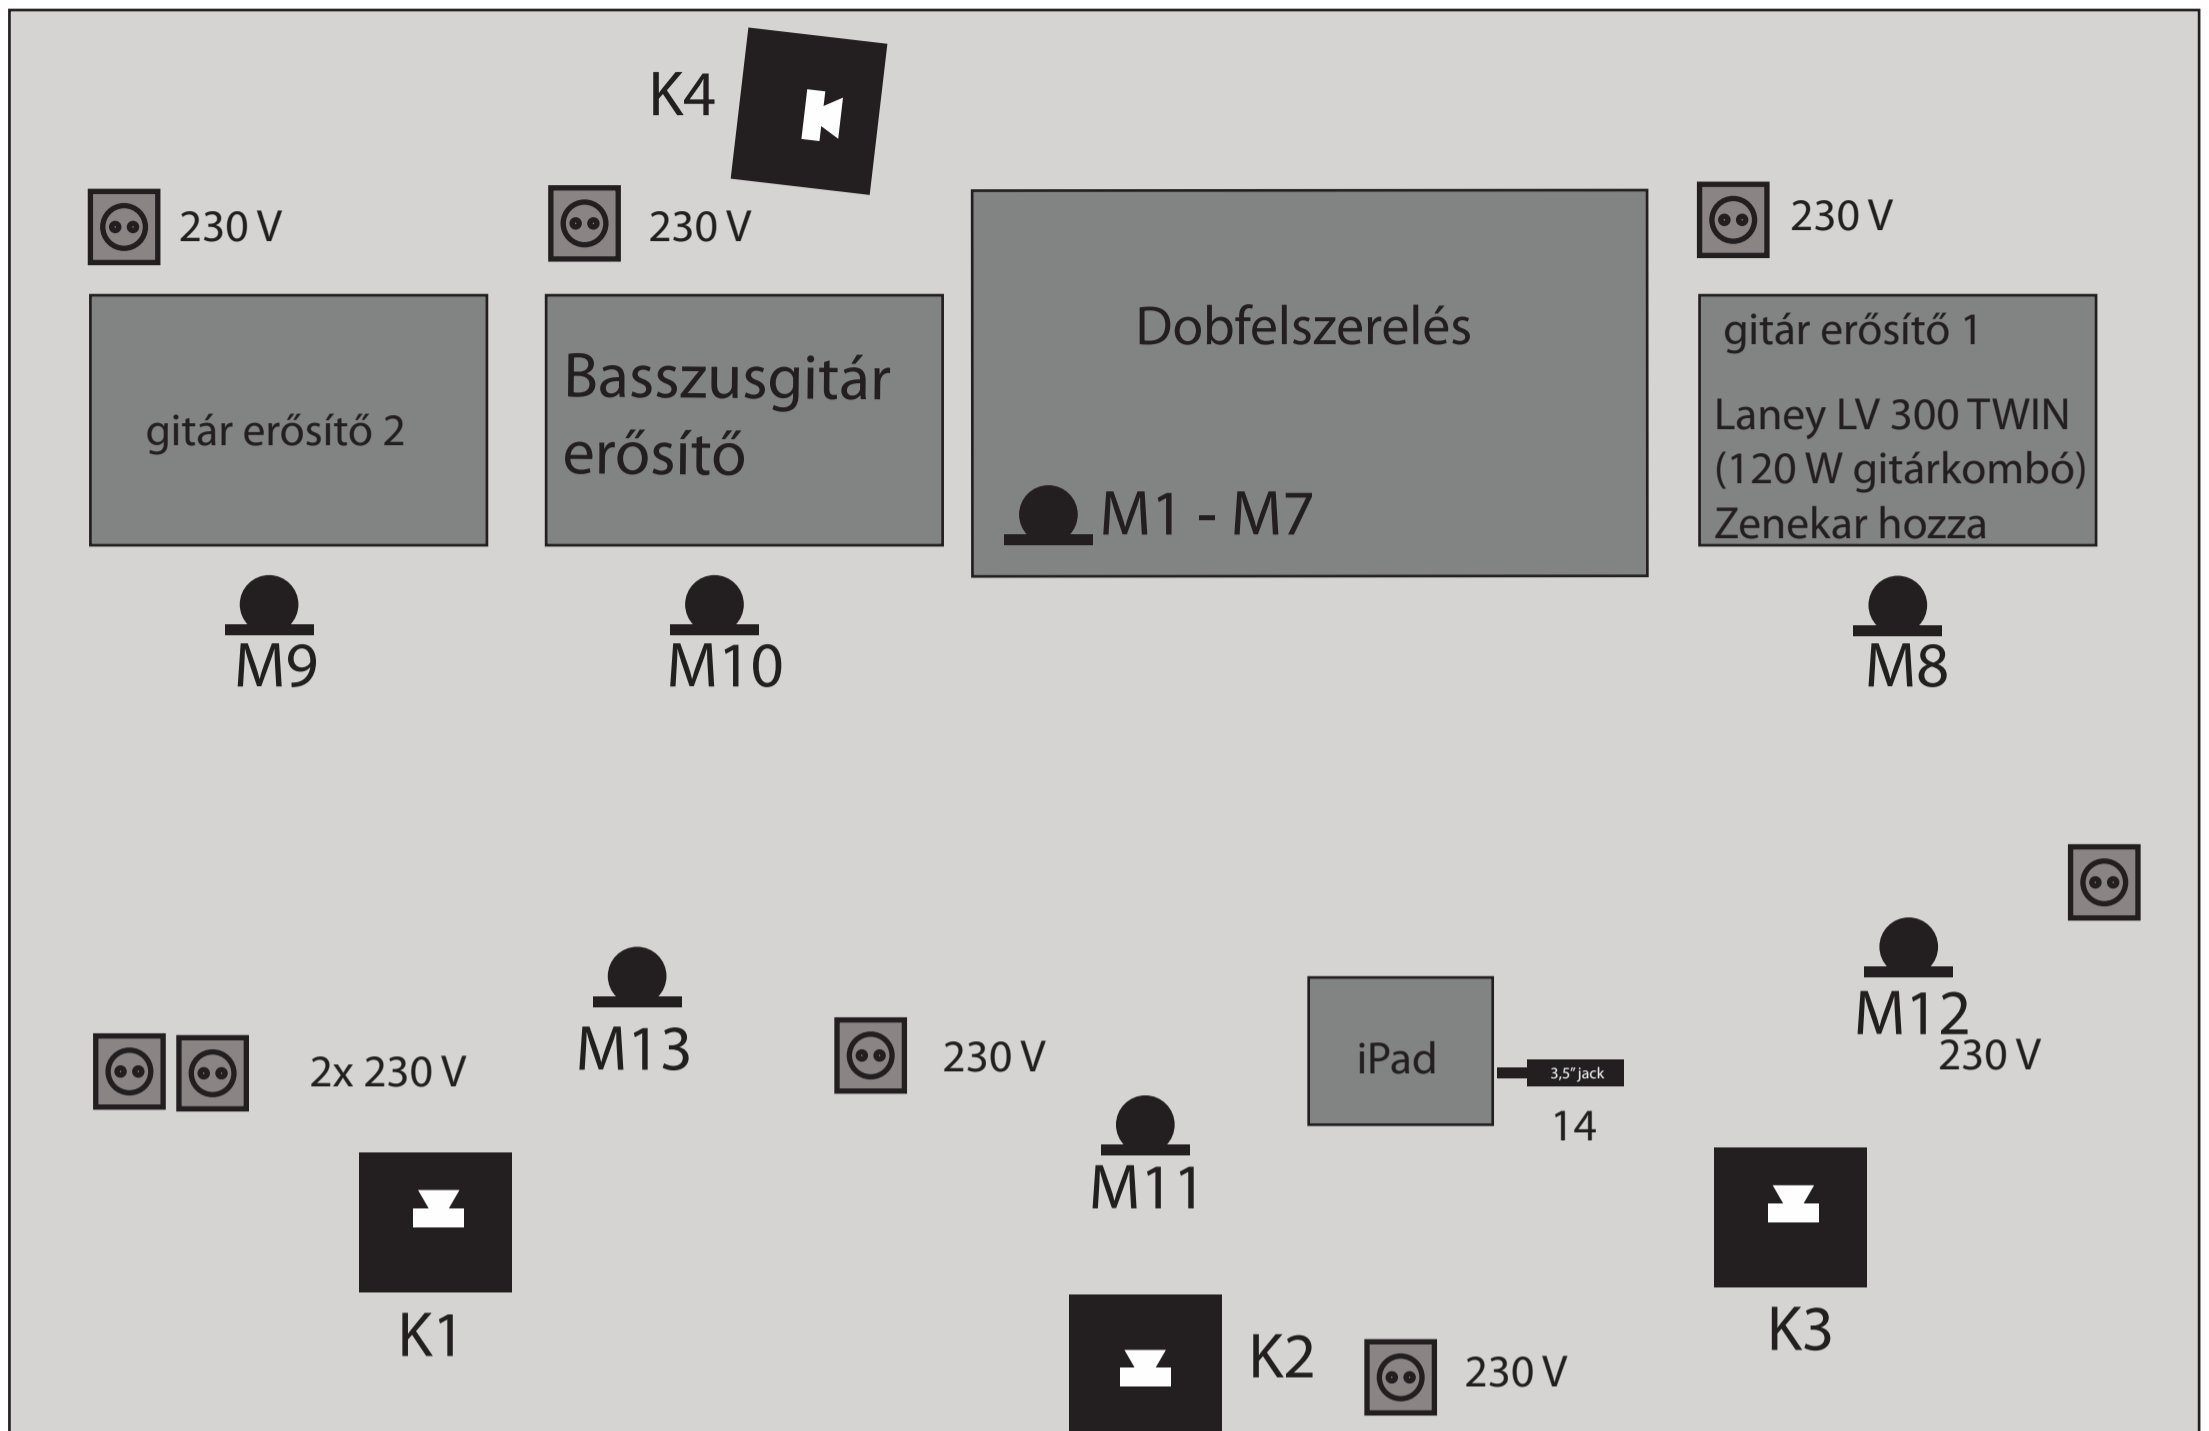 K4
230 V
230 V
230 V
gitár erősítő 2
Basszusgitár
erősítő
Dobfelszerelés
M1 - M7
gitár erősítő 1
Laney LV 300 TWIN
(120 W gitárkombó)
Zenekar hozza
M9
M10
M8
M13
M12
230 V
2x 230 V
230 V
iPad
3,5” jack
14
M11
K1
K2
230 V
K3